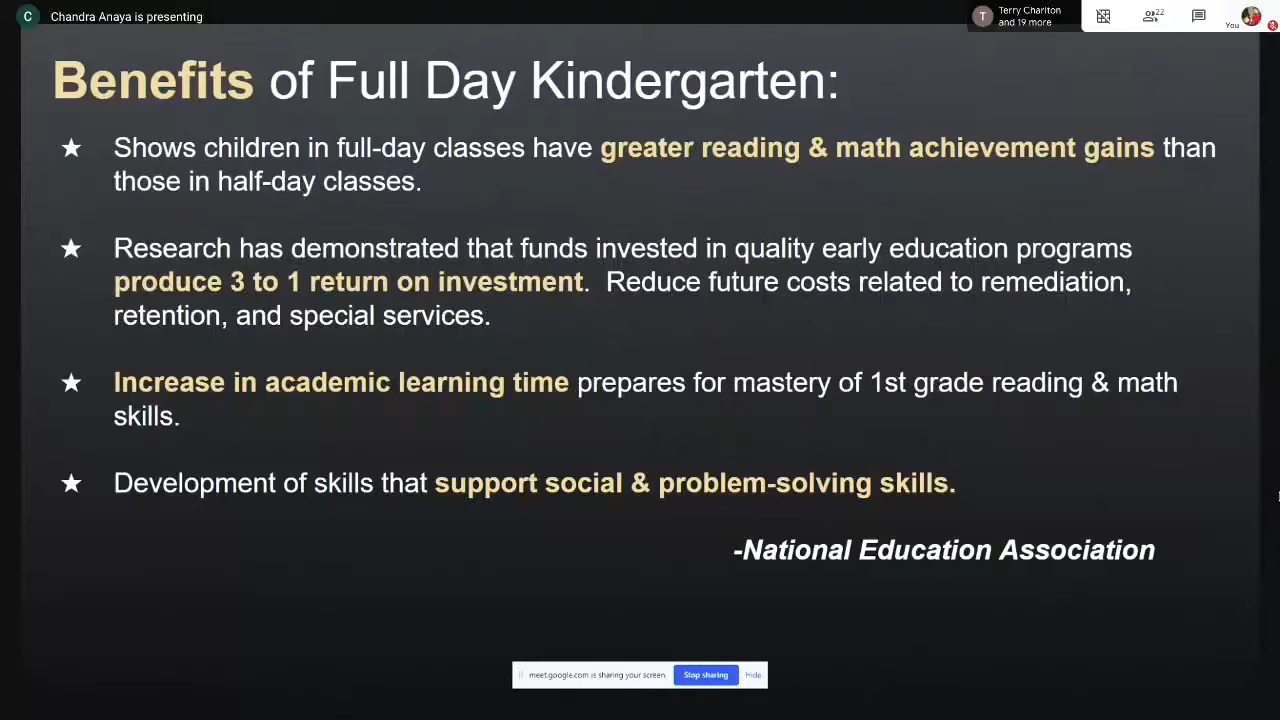 C Chandra Anaya is presenting
T Terry Charlton
and 19 more
22
You
Benefits of Full Day Kindergarten:
★ Shows children in full-day classes have greater reading & math achievement gains than
those in half-day classes.
★ Research has demonstrated that funds invested in quality early education programs
produce 3 to 1 return on investment. Reduce future costs related to remediation,
retention, and special services.
★ Increase in academic learning time prepares for mastery of 1st grade reading & math
skills.
★ Development of skills that support social & problem-solving skills.
-National Education Association
meet.google.com is sharing your screen. Stop sharing Hide